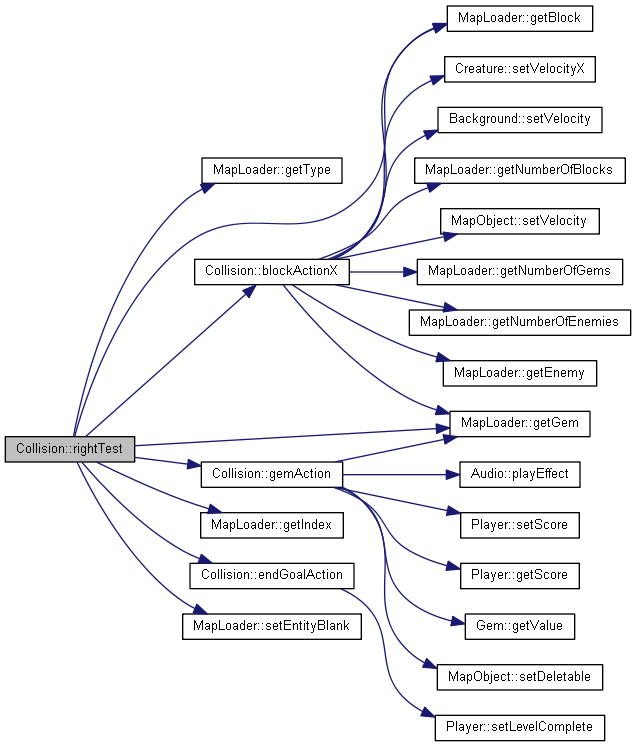 MapLoader::getBlock
Creature::setVelocityX
Background::setVelocity
MapLoader::getType
MapLoader::getNumberOfBlocks
MapObject::setVelocity
Collision::blockActionX
MapLoader::getNumberOfGems
MapLoader::getNumberOfEnemies
MapLoader::getEnemy
MapLoader::getGem
Collision::rightTest
Collision::gemAction
Audio::playEffect
MapLoader::getIndex
Player::setScore
Collision::endGoalAction
Player::getScore
MapLoader::setEntityBlank
Gem::getValue
MapObject::setDeletable
Player::setLevelComplete